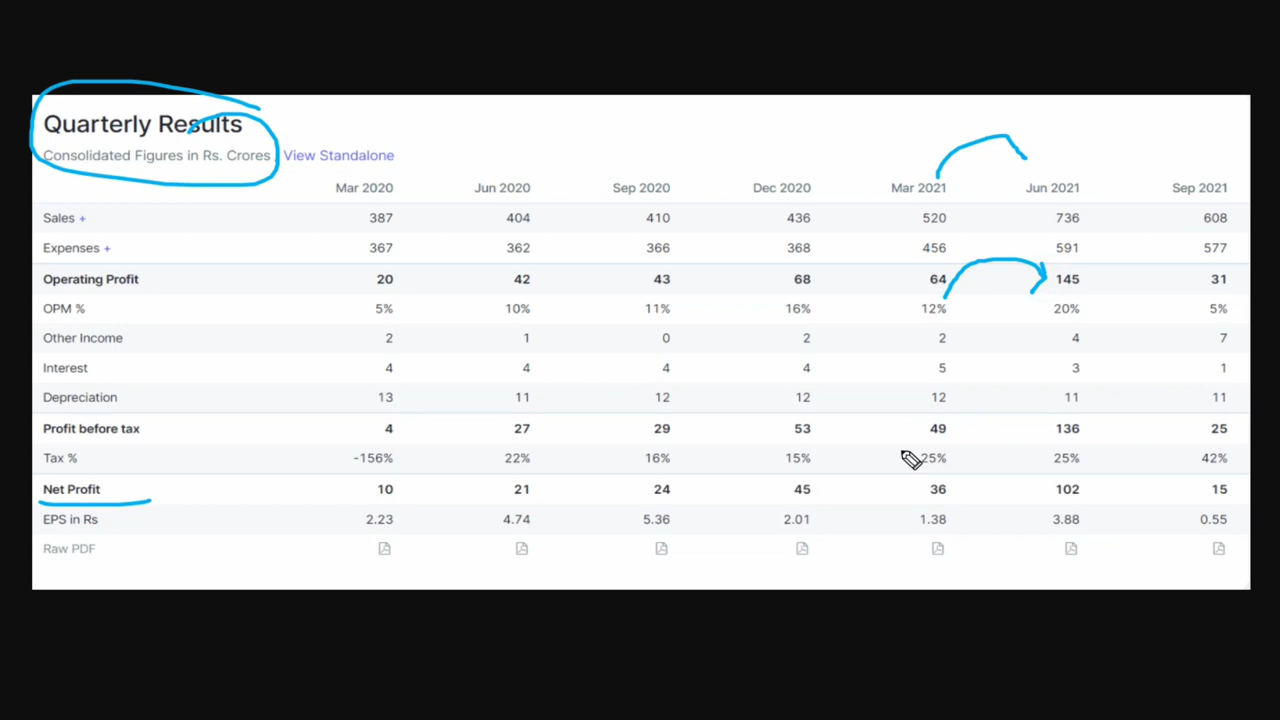 Quarterly Results
Consolidated Figures in Rs. Crores View Standalone
Mar 2020 Jun 2020 Sep 2020 Dec 2020 Mar 2021 Jun 2021 Sep 2021
Sales + 387 404 410 436 520 736 608
Expenses + 367 362 366 368 456 591 577
Operating Profit 20 42 43 68 64 145 31
OPM % 5% 10% 11% 16% 12% 20% 5%
Other Income 2 1 0 2 2 4 7
Interest 4 4 4 4 5 3 1
Depreciation 13 11 12 12 12 11 11
Profit before tax 4 27 29 53 49 136 25
Tax % -156% 22% 16% 15% 25% 25% 42%
Net Profit 10 21 24 45 36 102 15
EPS in Rs 2.23 4.74 5.36 2.01 1.38 3.88 0.55
Raw PDF